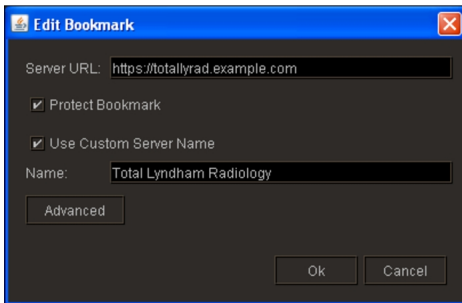 Edit Bookmark
Server URL: https://totallyrad.example.com
Protect Bookmark
Use Custom Server Name
Name: Total Lyndham Radiology
Advanced
Ok Cancel